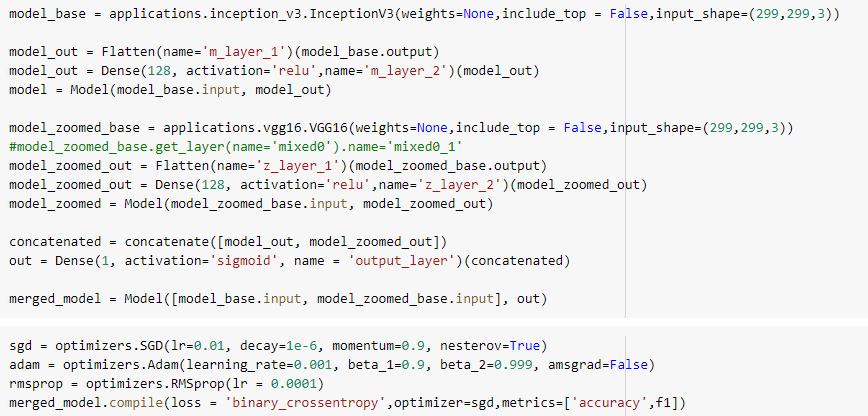 model_base = applications.inception_v3.InceptionV3(weights=None,include_top = False,input_shape=(299,299,3))
model_out = Flatten(name='m_layer_1')(model_base.output)
model_out = Dense(128, activation='relu',name='m_layer_2')(model_out)
model = Model(model_base.input, model_out)
model_zoomed_base = applications.vgg16.VGG16(weights=None,include_top = False,input_shape=(299,299,3))
#model_zoomed_base.get_layer(name='mixed0').name='mixed0_1'
model_zoomed_out = Flatten(name='z_layer_1')(model_zoomed_base.output)
model_zoomed_out = Dense(128, activation='relu',name='z_layer_2')(model_zoomed_out)
model_zoomed = Model(model_zoomed_base.input, model_zoomed_out)
concatenated = concatenate([model_out, model_zoomed_out])
out = Dense(1, activation='sigmoid', name = 'output_layer')(concatenated)
merged_model = Model([model_base.input, model_zoomed_base.input], out)
sgd = optimizers.SGD(lr=0.01, decay=1e-6, momentum=0.9, nesterov=True)
adam = optimizers.Adam(learning_rate=0.001, beta_1=0.9, beta_2=0.999, amsgrad=False)
rmsprop = optimizers.RMSprop(lr = 0.0001)
merged_model.compile(loss = 'binary_crossentropy',optimizer=sgd,metrics=['accuracy',f1])